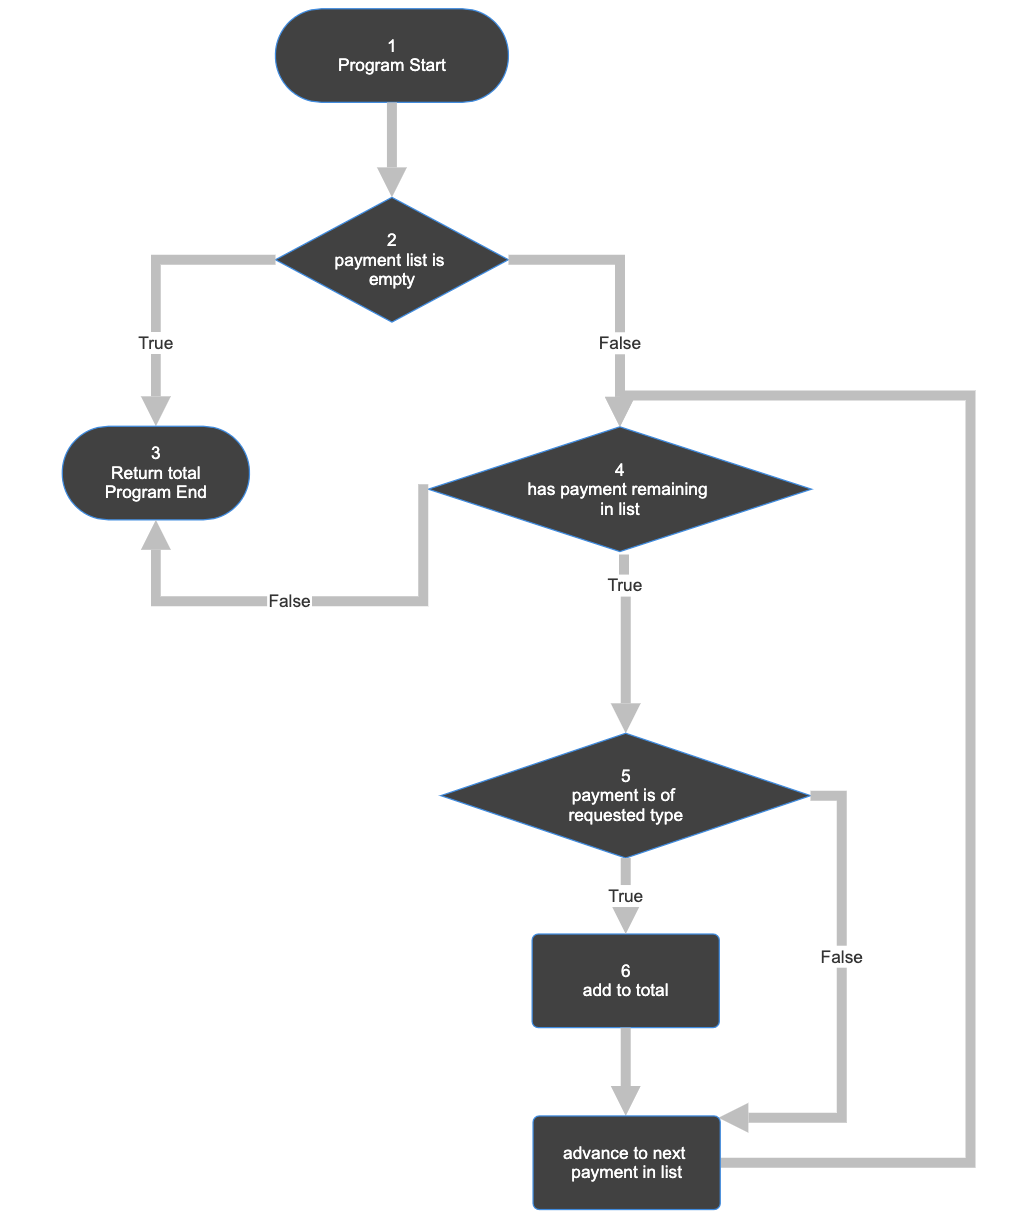 1
Program Start
2
payment list is
empty
True
False
3
Return total
Program End
4
has payment remaining
in list
True
False
5
payment is of
requested type
True
False
6
add to total
advance to next
payment in list